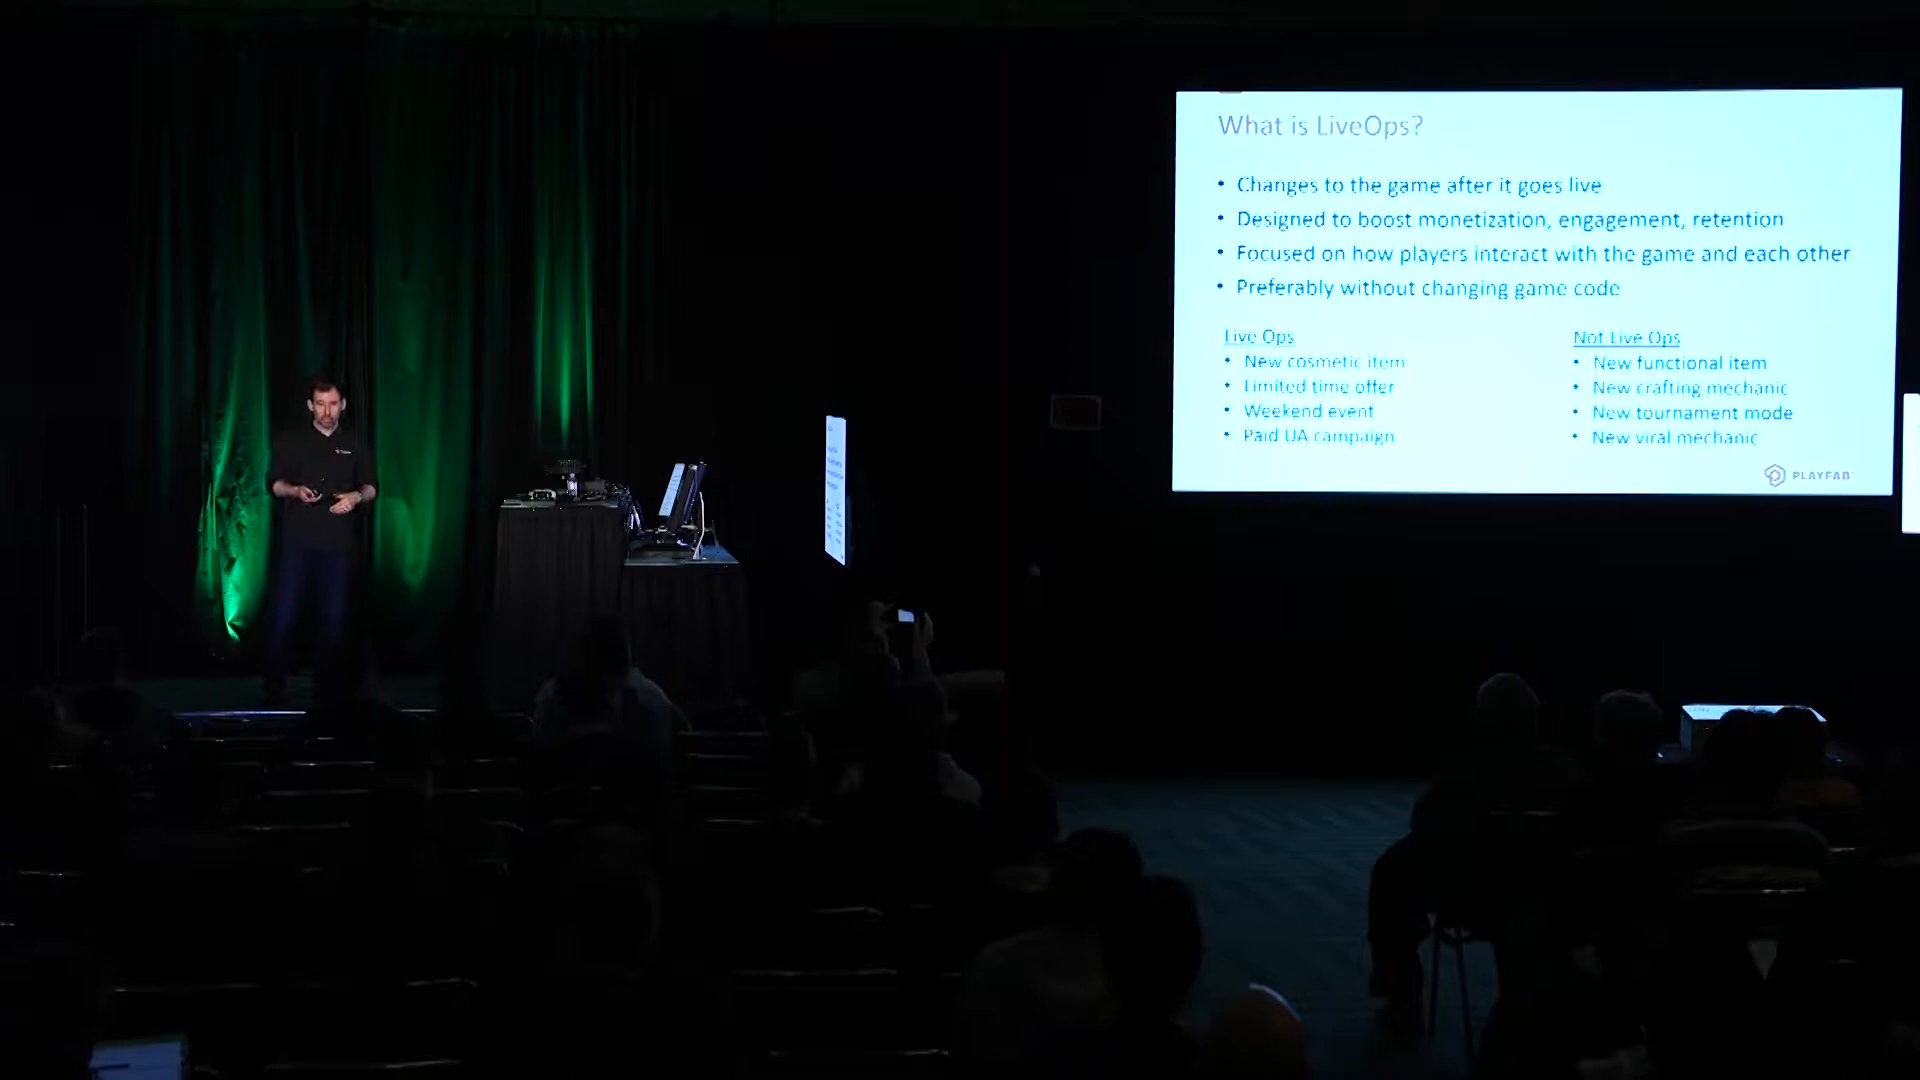 What is LiveOps?
• Changes to the game after it goes live
• Designed to boost monetization, engagement, retention
• Focused on how players interact with the game and each other
• Preferably without changing game code
Live Ops
• New cosmetic item
• Limited time offer
• Weekend event
• Paid UA campaign
Not Live Ops
• New functional item
• New crafting mechanic
• New tournament mode
• New viral mechanic
PLAYFAB